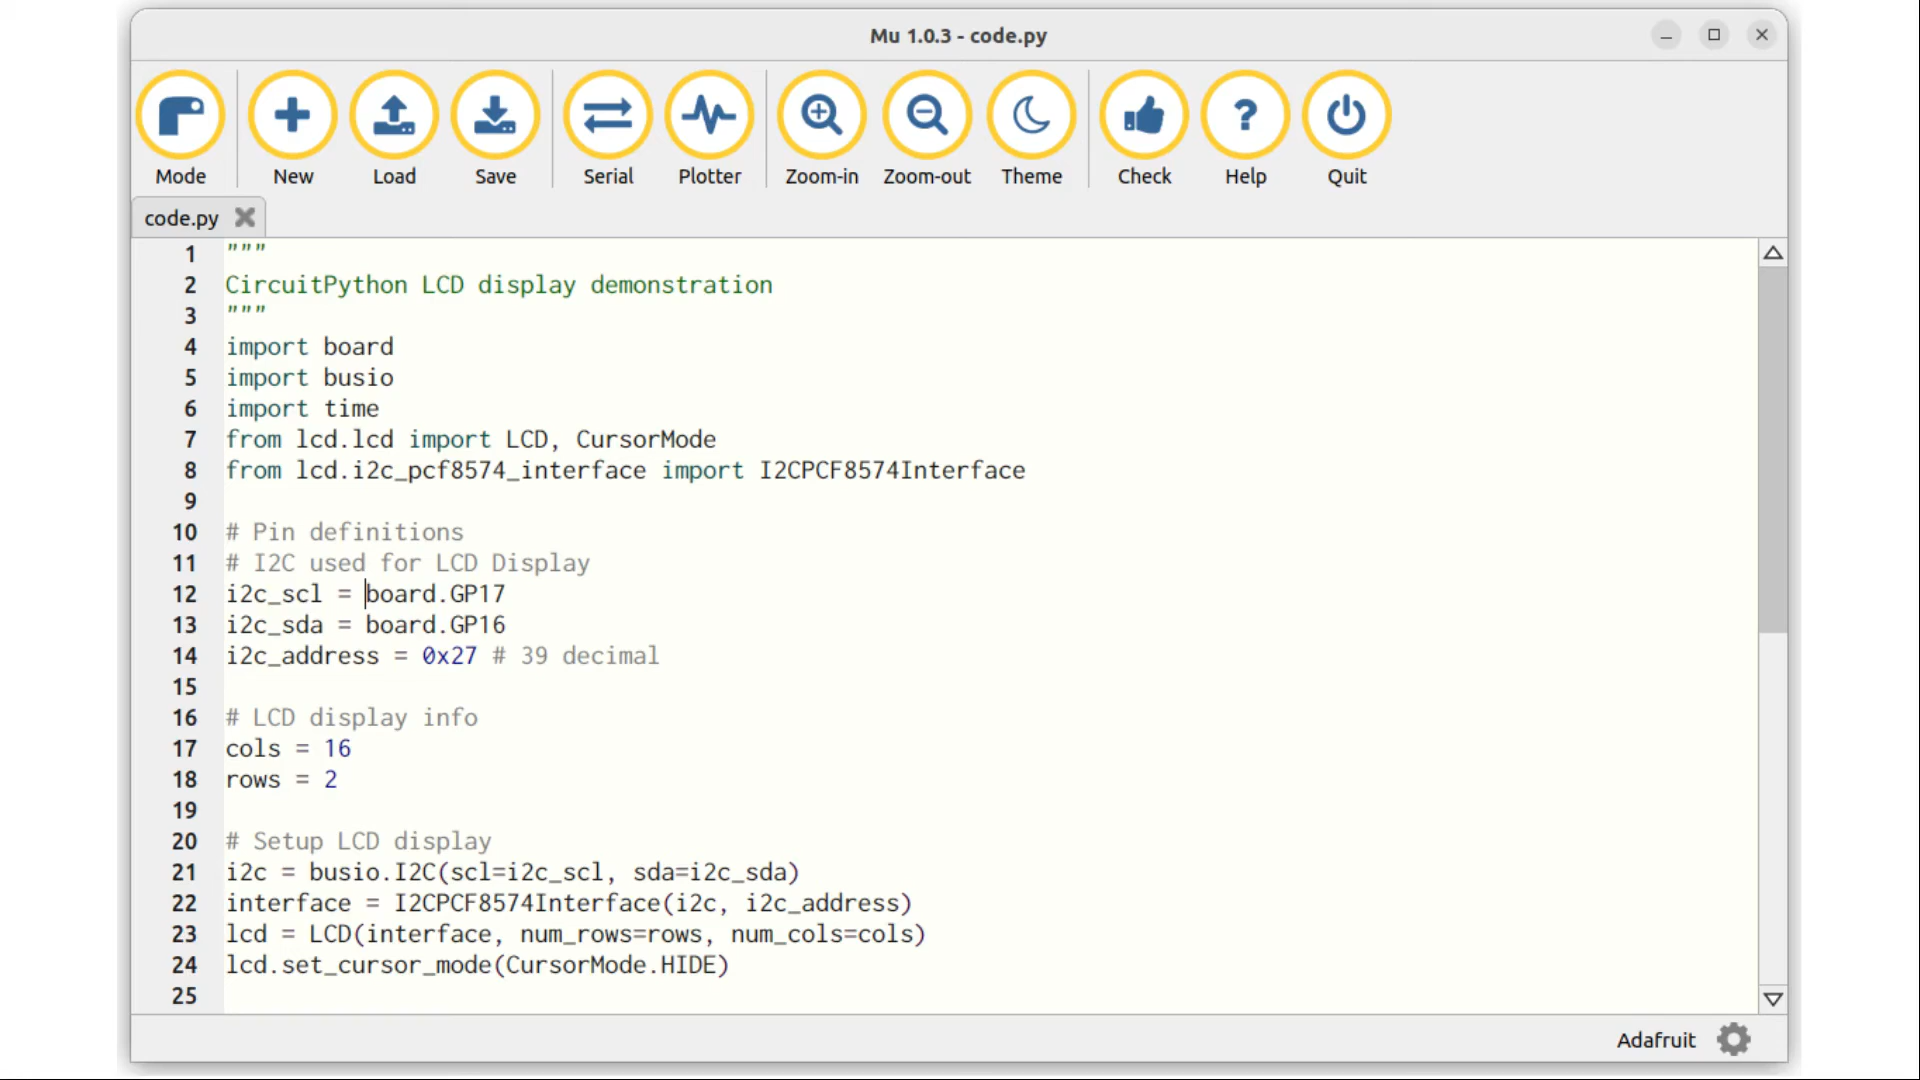 Mu 1.0.3 - code.py
Mode
New
Load
Save
Serial
Plotter
Zoom-in
Zoom-out
Theme
Check
?
Help
Quit
code.py
1 """
2 CircuitPython LCD display demonstration
3 """
4 import board
5 import busio
6 import time
7 from lcd.lcd import LCD, CursorMode
8 from lcd.i2c_pcf8574_interface import I2CPCF8574Interface
9
10 # Pin definitions
11 # I2C used for LCD Display
12 i2c_scl = board.GP17
13 i2c_sda = board.GP16
14 i2c_address = 0x27 # 39 decimal
15
16 # LCD display info
17 cols = 16
18 rows = 2
19
20 # Setup LCD display
21 i2c = busio.I2C(scl=i2c_scl, sda=i2c_sda)
22 interface = I2CPCF8574Interface(i2c, i2c_address)
23 lcd = LCD(interface, num_rows=rows, num_cols=cols)
24 lcd.set_cursor_mode(CursorMode.HIDE)
25
Adafruit